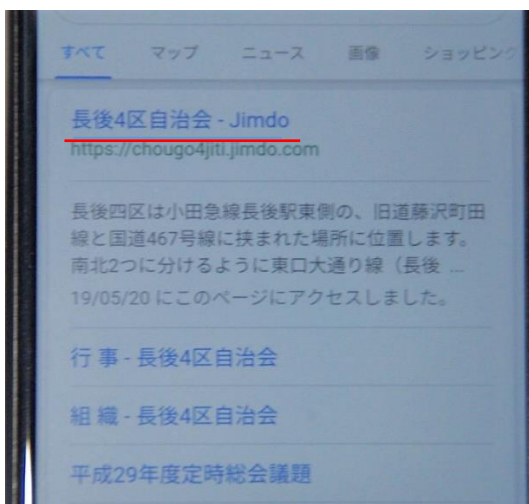 すべて マップ ニュース 画像 ショッピング
長後4区自治会 - Jimdo
https://chougo4jiti.jimdo.com
長後四区は小田急線長後駅東側の、旧道藤沢町田
線と国道467号線に挟まれた場所に位置します。
南北2つに分けるように東口大通り線（長後 ...
19/05/20 にこのページにアクセスしました。
行 事 - 長後4区自治会
組 織 - 長後4区自治会
平成29年度定時総会議題